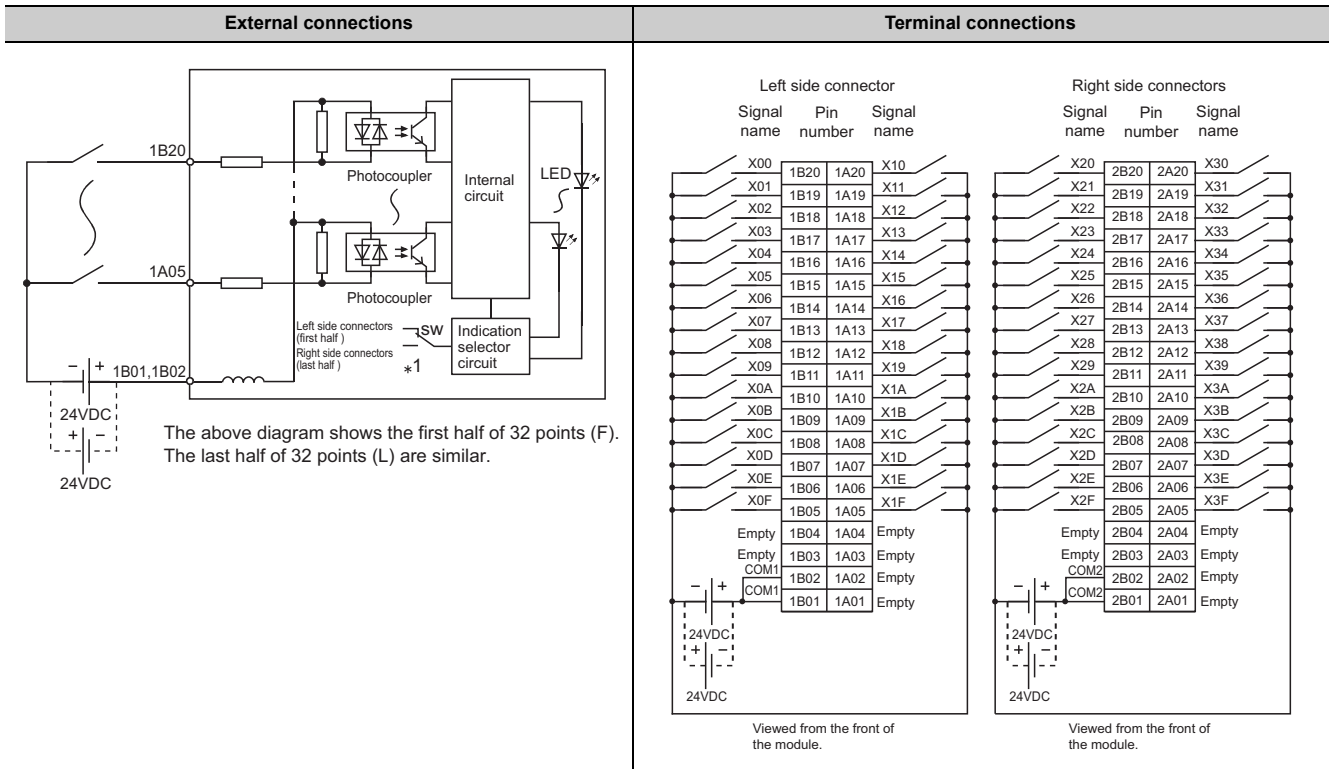 External connections
Terminal connections
1B20
Photocoupler
Internal
circuit
LED
1A05
Photocoupler
Left side connectors
(first half )
Right side connectors
(last half )
SW
*1
Indication
selector
circuit
− +
1B01,1B02
24VDC
+ −
24VDC
The above diagram shows the first half of 32 points (F).
The last half of 32 points (L) are similar.
Left side connector
Signal name Pin number Signal name
X00 1B20 1A20 X10
X01 1B19 1A19 X11
X02 1B18 1A18 X12
X03 1B17 1A17 X13
X04 1B16 1A16 X14
X05 1B15 1A15 X15
X06 1B14 1A14 X16
X07 1B13 1A13 X17
X08 1B12 1A12 X18
X09 1B11 1A11 X19
X0A 1B10 1A10 X1A
X0B 1B09 1A09 X1B
X0C 1B08 1A08 X1C
X0D 1B07 1A07 X1D
X0E 1B06 1A06 X1E
X0F 1B05 1A05 X1F
Empty 1B04 1A04 Empty
Empty 1B03 1A03 Empty
COM1 1B02 1A02 Empty
COM1 1B01 1A01 Empty
− +
24VDC
+ −
24VDC
Viewed from the front of
the module.
Right side connectors
Signal name Pin number Signal name
X20 2B20 2A20 X30
X21 2B19 2A19 X31
X22 2B18 2A18 X32
X23 2B17 2A17 X33
X24 2B16 2A16 X34
X25 2B15 2A15 X35
X26 2B14 2A14 X36
X27 2B13 2A13 X37
X28 2B12 2A12 X38
X29 2B11 2A11 X39
X2A 2B10 2A10 X3A
X2B 2B09 2A09 X3B
X2C 2B08 2A08 X3C
X2D 2B07 2A07 X3D
X2E 2B06 2A06 X3E
X2F 2B05 2A05 X3F
Empty 2B04 2A04 Empty
Empty 2B03 2A03 Empty
COM2 2B02 2A02 Empty
COM2 2B01 2A01 Empty
− +
24VDC
+ −
24VDC
Viewed from the front of
the module.